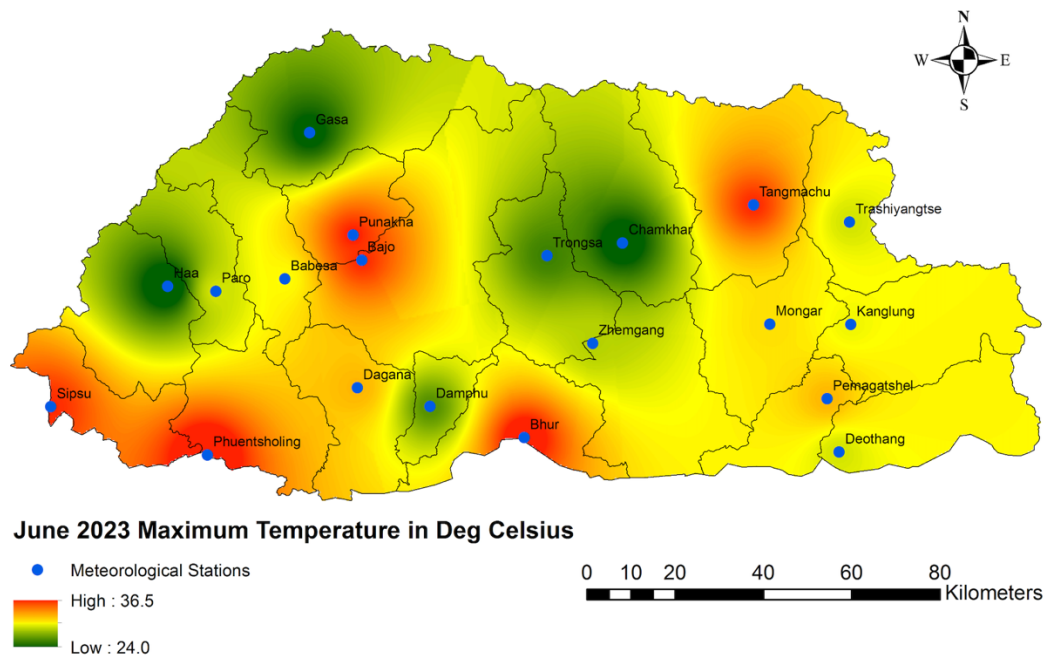 N
W E
S
Gasa
Punakha
Bajo
Tangmachu
Trashiyangtse
Chamkhar
Trongsa
Haa
Paro
Babesa
Mongar
Kanglung
Zhemgang
Dagana
Damphu
Pemagatshel
Sipsu
Phuentsholing
Bhur
Deothang
June 2023 Maximum Temperature in Deg Celsius
Meteorological Stations
High : 36.5
Low : 24.0
0 10 20 40 60 80
Kilometers